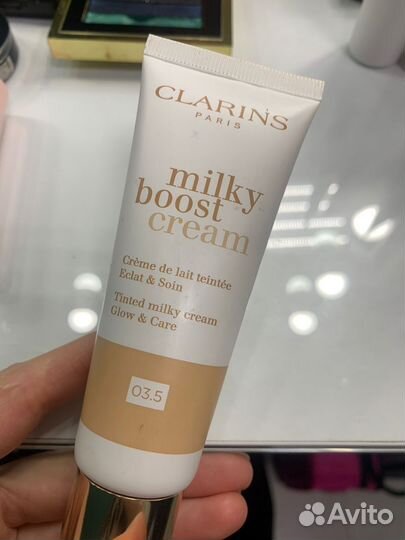 CLARINS
PARIS
milky
boost
cream
Crème de lait teintée
Eclat & Soin
Tinted milky cream
Glow & Care
03.5
Avito